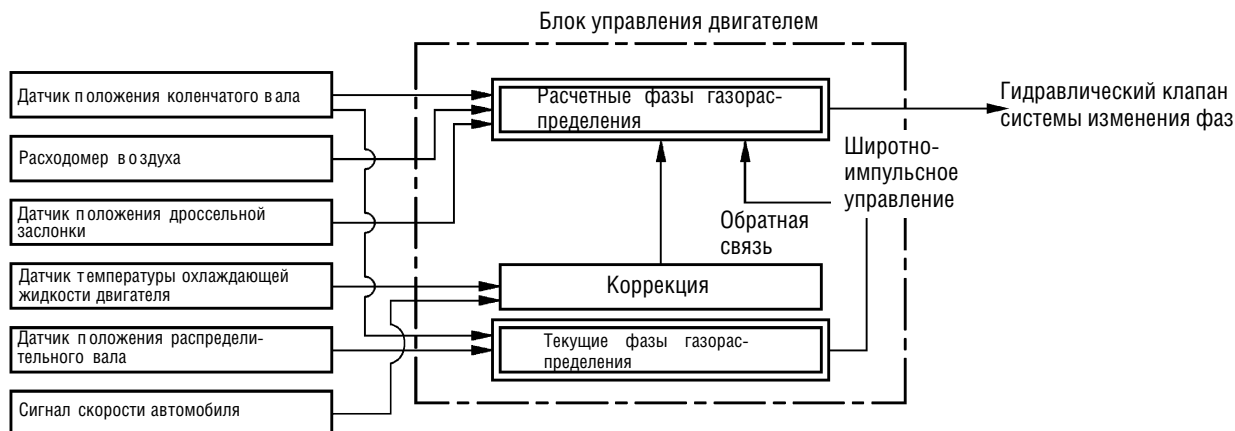 Блок управления двигателем
Датчик положения коленчатого вала
Расходомер воздуха
Датчик положения дроссельной
заслонки
Датчик температуры охлаждающей
жидкости двигателя
Датчик положения распредели-
тельного вала
Сигнал скорости автомобиля
Расчетные фазы газорас-
пределения
Обратная
связь
Широтно-
импульсное
управление
Коррекция
Текущие фазы газорас-
пределения
Гидравлический клапан
системы изменения фаз